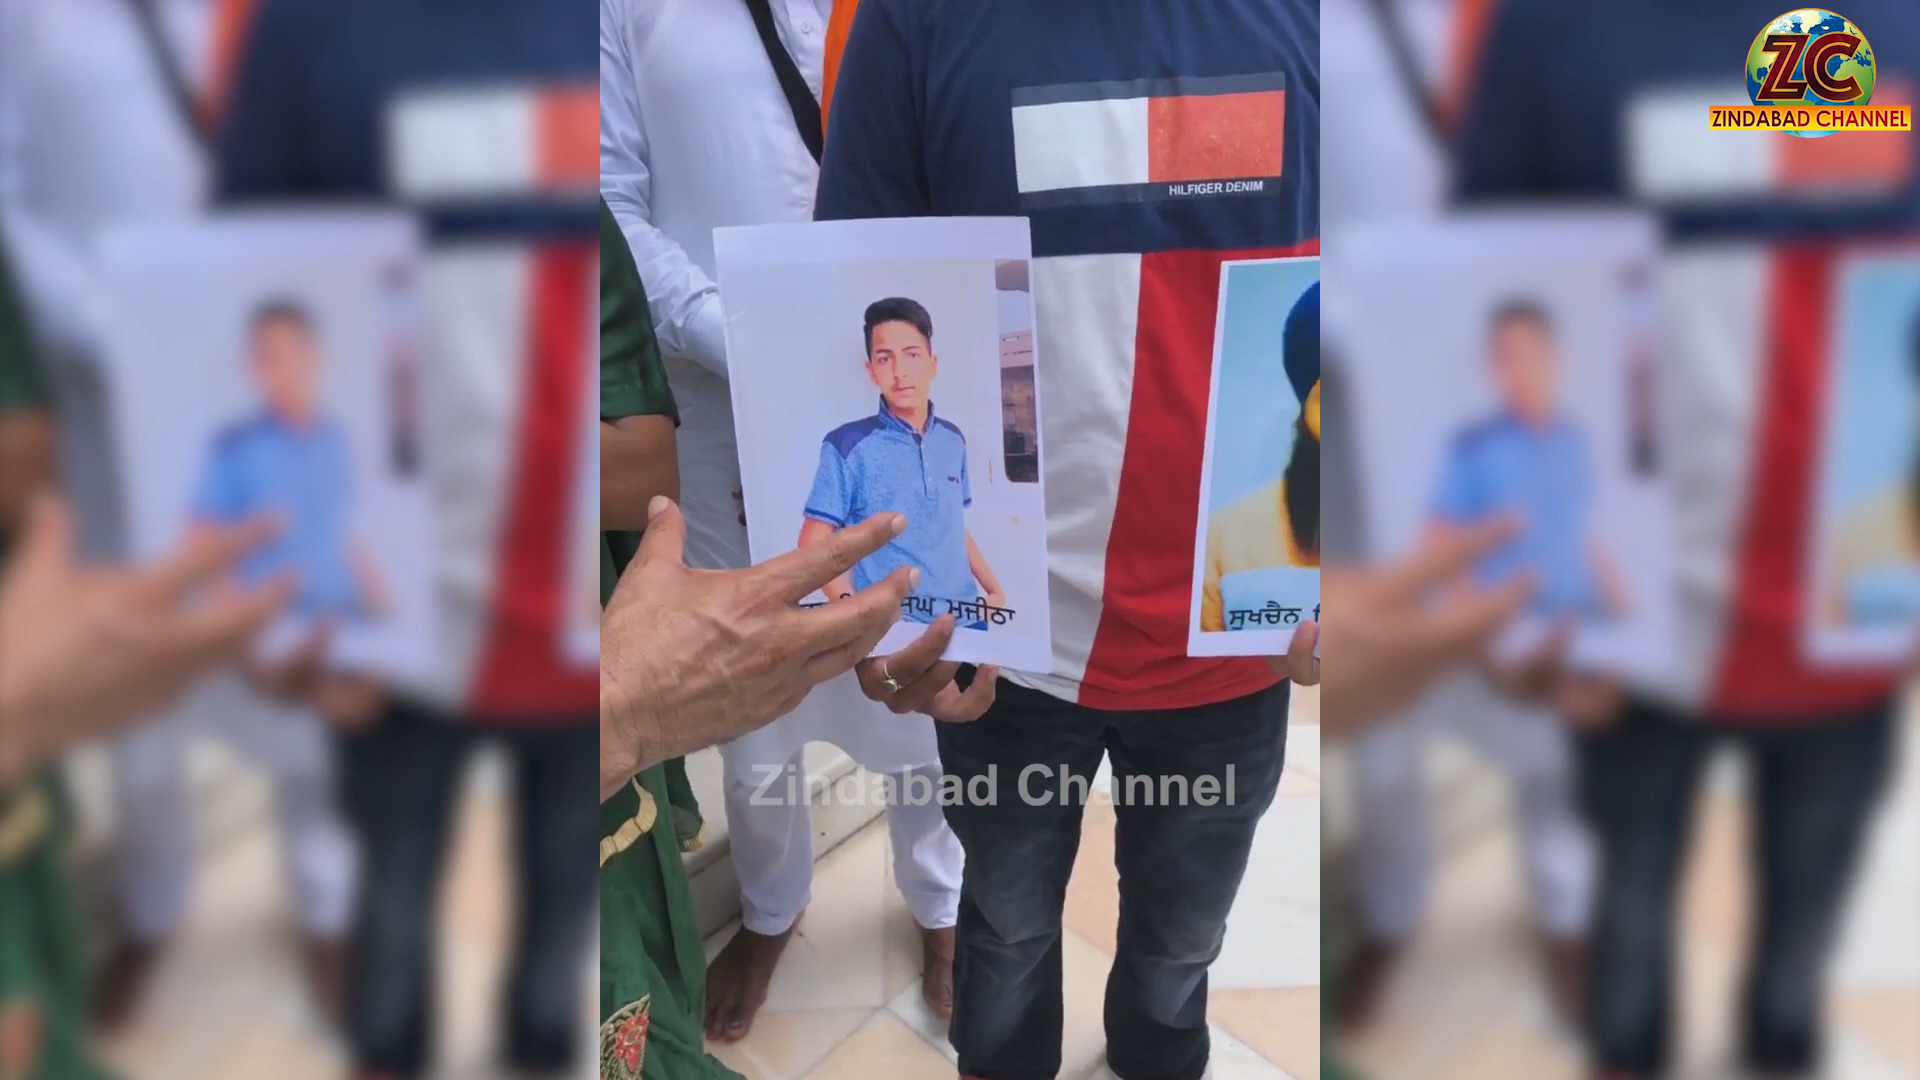 ZC
ZINDABAD CHANNEL
HILFIGER DENIM
ਮਜੀਠਾ
ਸੁਖਚੈਨ
Zindabad Channel